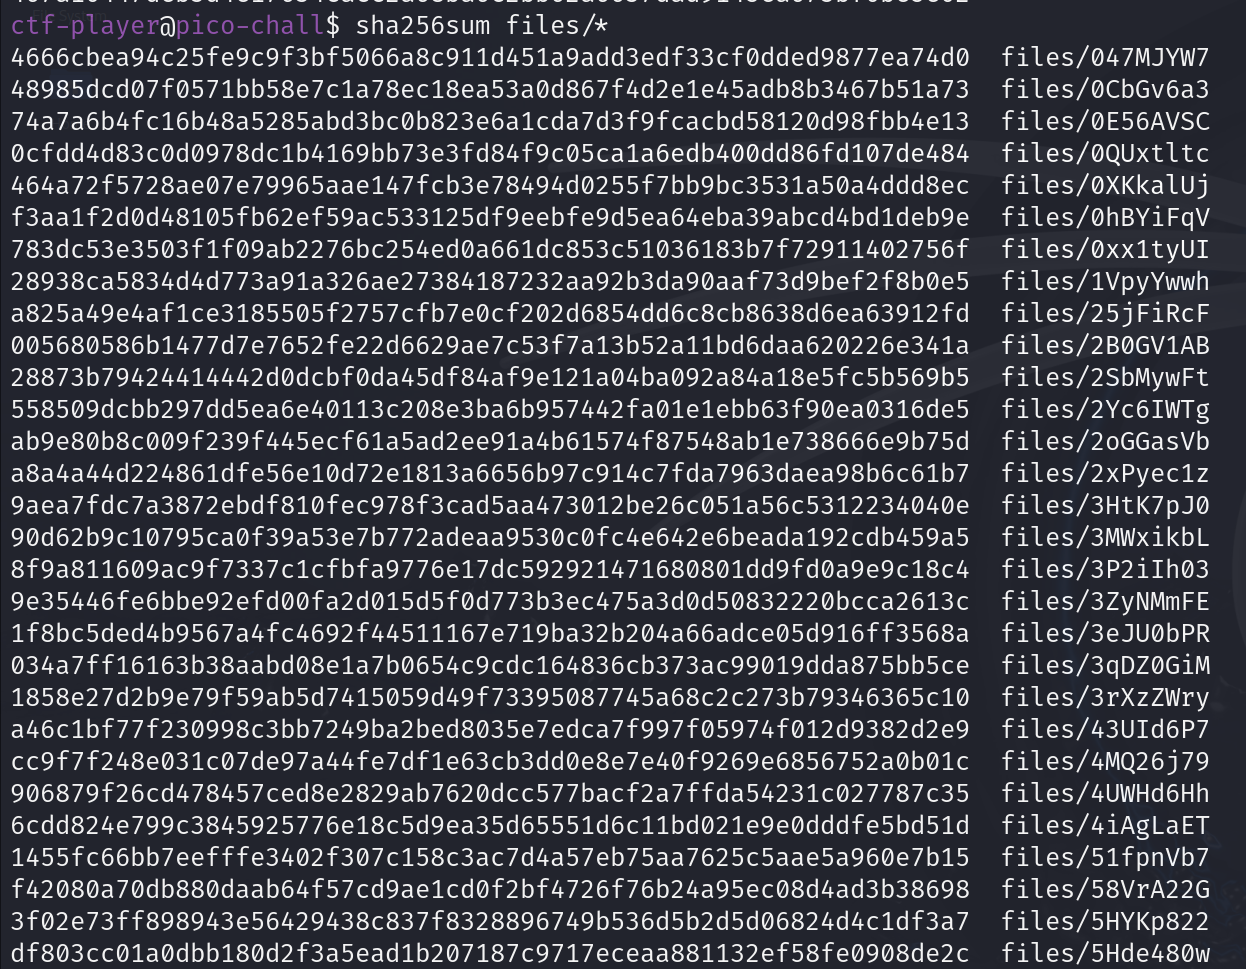 ctf-player@pico-chall$ sha256sum files/*
4666cbea94c25fe9c9f3bf5066a8c911d451a9add3edf33cf0dded9877ea74d0  files/047MJYW7
48985dcd07f0571bb58e7c1a78ec18ea53a0d867f4d2e1e45adb8b3467b51a73  files/0CbGv6a3
74a7a6b4fc16b48a5285abd3bc0b823e6a1cda7d3f9fcacbd58120d98fbb4e13  files/0E56AVSC
0cfdd4d83c0d0978dc1b4169bb73e3fd84f9c05ca1a6edb400dd86fd107de484  files/0QUxtltc
464a72f5728ae07e79965aae147fcb3e78494d0255f7bb9bc3531a50a4ddd8ec  files/0XKkalUj
f3aa1f2d0d48105fb62ef59ac533125df9eebfe9d5ea64eba39abcd4bd1deb9e  files/0hBYiFqV
783dc53e3503f1f09ab2276bc254ed0a661dc853c51036183b7f72911402756f  files/0xx1tyUI
28938ca5834d4d773a91a326ae27384187232aa92b3da90aaf73d9bef2f8b0e5  files/1VpyYwwh
a825a49e4af1ce3185505f2757cfb7e0cf202d6854dd6c8cb8638d6ea63912fd  files/25jFiRcF
005680586b1477d7e7652fe22d6629ae7c53f7a13b52a11bd6daa620226e341a  files/2B0GV1AB
28873b79424414442d0dcbf0da45df84af9e121a04ba092a84a18e5fc5b569b5  files/2SbMywFt
558509dcbb297dd5ea6e40113c208e3ba6b957442fa01e1ebb63f90ea0316de5  files/2Yc6IWTg
ab9e80b8c009f239f445ecf61a5ad2ee91a4b61574f87548ab1e738666e9b75d  files/2oGGasVb
a8a4a44d224861dfe56e10d72e1813a6656b97c914c7fda7963daea98b6c61b7  files/2xPyec1z
9aea7fdc7a3872ebdf810fec978f3cad5aa473012be26c051a56c5312234040e  files/3HtK7pJ0
90d62b9c10795ca0f39a53e7b772adeaa9530c0fc4e642e6beada192cdb459a5  files/3MWxikbL
8f9a811609ac9f7337c1cfbfa9776e17dc592921471680801dd9fd0a9e9c18c4  files/3P2iIh03
9e35446fe6bbe92efd00fa2d015d5f0d773b3ec475a3d0d50832220bcca2613c  files/3ZyNMmFE
1f8bc5ded4b9567a4fc4692f44511167e719ba32b204a66adce05d916ff3568a  files/3eJU0bPR
034a7ff16163b38aabd08e1a7b0654c9cdc164836cb373ac99019dda875bb5ce  files/3qDZ0GiM
1858e27d2b9e79f59ab5d7415059d49f73395087745a68c2c273b79346365c10  files/3rXzZWry
a46c1bf77f230998c3bb7249ba2bed8035e7edca7f997f05974f012d9382d2e9  files/43UId6P7
cc9f7f248e031c07de97a44fe7df1e63cb3dd0e8e7e40f9269e6856752a0b01c  files/4MQ26j79
906879f26cd478457ced8e2829ab7620dcc577bacf2a7ffda54231c027787c35  files/4UWHd6Hh
6cdd824e799c3845925776e18c5d9ea35d65551d6c11bd021e9e0dddfe5bd51d  files/4iAgLaET
1455fc66bb7eefffe3402f307c158c3ac7d4a57eb75aa7625c5aae5a960e7b15  files/51fpnVb7
f42080a70db880daab64f57cd9ae1cd0f2bf4726f76b24a95ec08d4ad3b38698  files/58VrA22G
3f02e73ff898943e56429438c837f8328896749b536d5b2d5d06824d4c1df3a7  files/5HYKp822
df803cc01a0dbb180d2f3a5ead1b207187c9717eceaa881132ef58fe0908de2c  files/5Hde480w